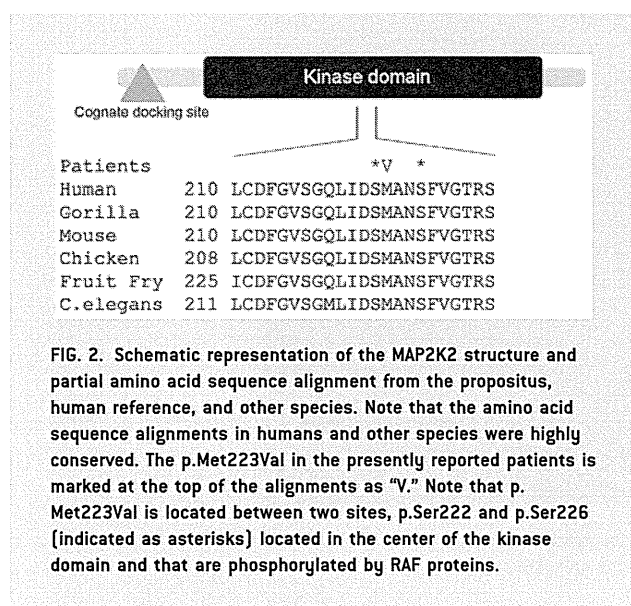 Kinase domain
Cognate docking site
Patients *V *
Human 210 LCDFGVSGQLIDSMANSFVGTRS
Gorilla 210 LCDFGVSGQLIDSMANSFVGTRS
Mouse 210 LCDFGVSGQLIDSMANSFVGTRS
Chicken 208 LCDFGVSGQLIDSMANSFVGTRS
Fruit Fry 225 ICDFGVSGQLIDSMANSFVGTRS
C.elegans 211 LCDFGVSGMLIDSMANSFVGTRS
FIG. 2. Schematic representation of the MAP2K2 structure and
partial amino acid sequence alignment from the propositus,
human reference, and other species. Note that the amino acid
sequence alignments in humans and other species were highly
conserved. The p.Met223Val in the presently reported patients is
marked at the top of the alignments as “V.” Note that p.
Met223Val is located between two sites, p.Ser222 and p.Ser226
(indicated as asterisks) located in the center of the kinase
domain and that are phosphorylated by RAF proteins.